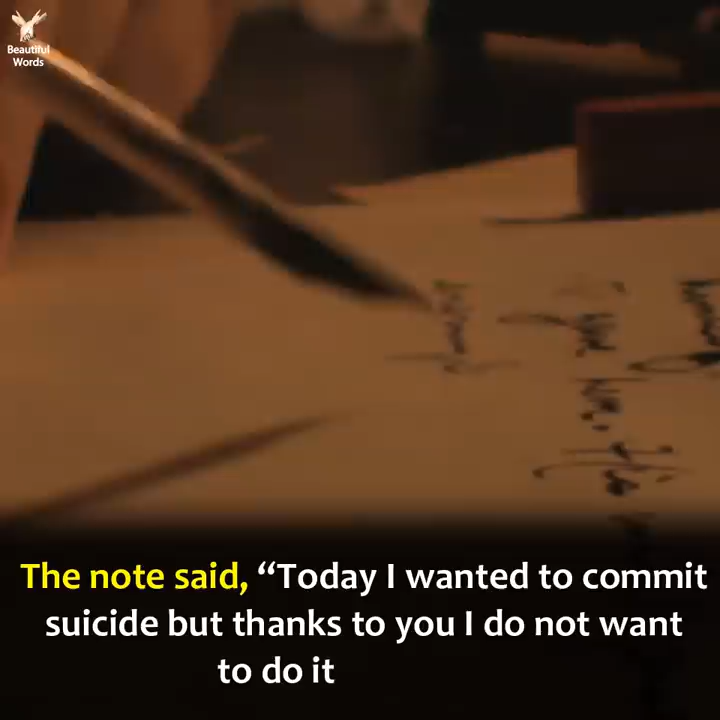 Beautiful
Words
The note said, “Today I wanted to commit
suicide but thanks to you I do not want
to do it